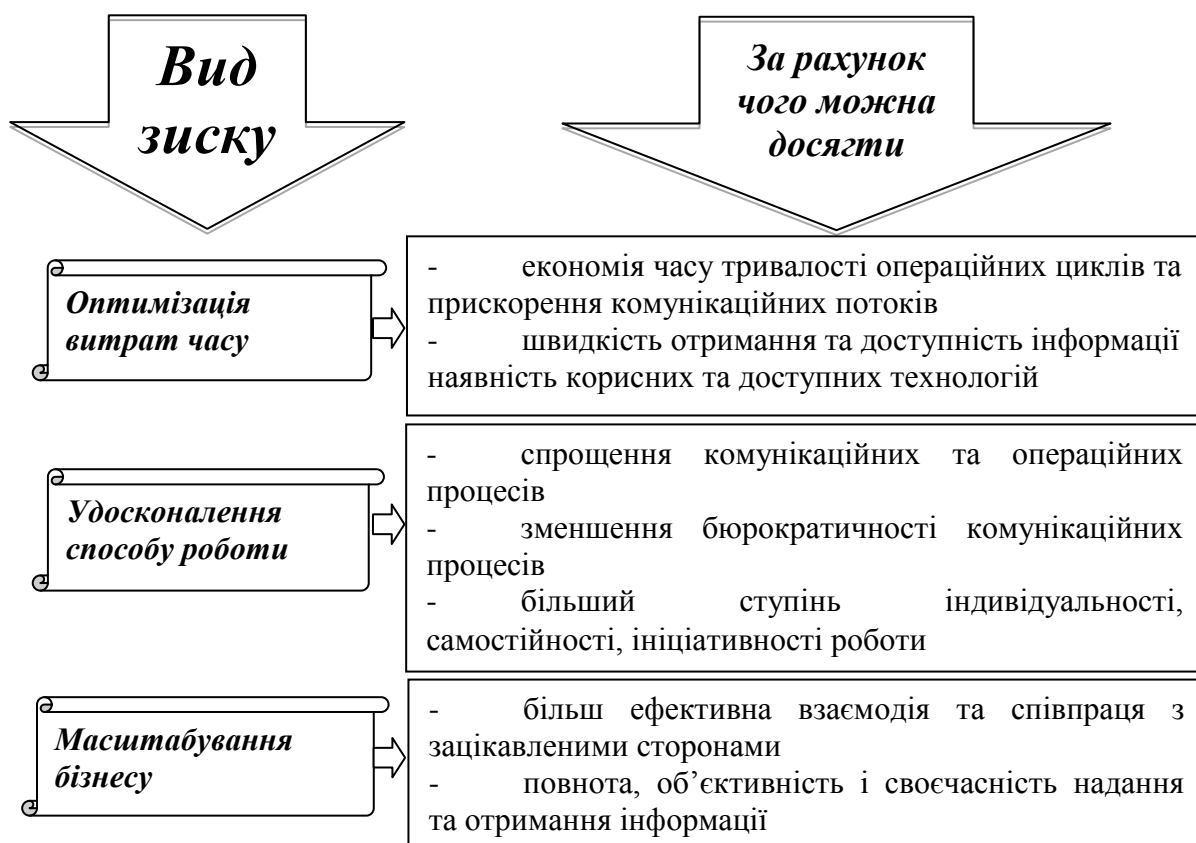 Вид
зиску
За рахунок
чого можна
досягти
Оптимізація
витрат часу
- економія часу тривалості операційних циклів та
прискорення комунікаційних потоків
- швидкість отримання та доступність інформації
наявність корисних та доступних технологій
Удосконалення
способу роботи
- спрощення комунікаційних та операційних
процесів
- зменшення бюрократичності комунікаційних
процесів
- більший ступінь індивідуальності,
самостійності, ініціативності роботи
Масштабування
бізнесу
- більш ефективна взаємодія та співпраця з
зацікавленими сторонами
- повнота, об’єктивність і своєчасність надання
та отримання інформації